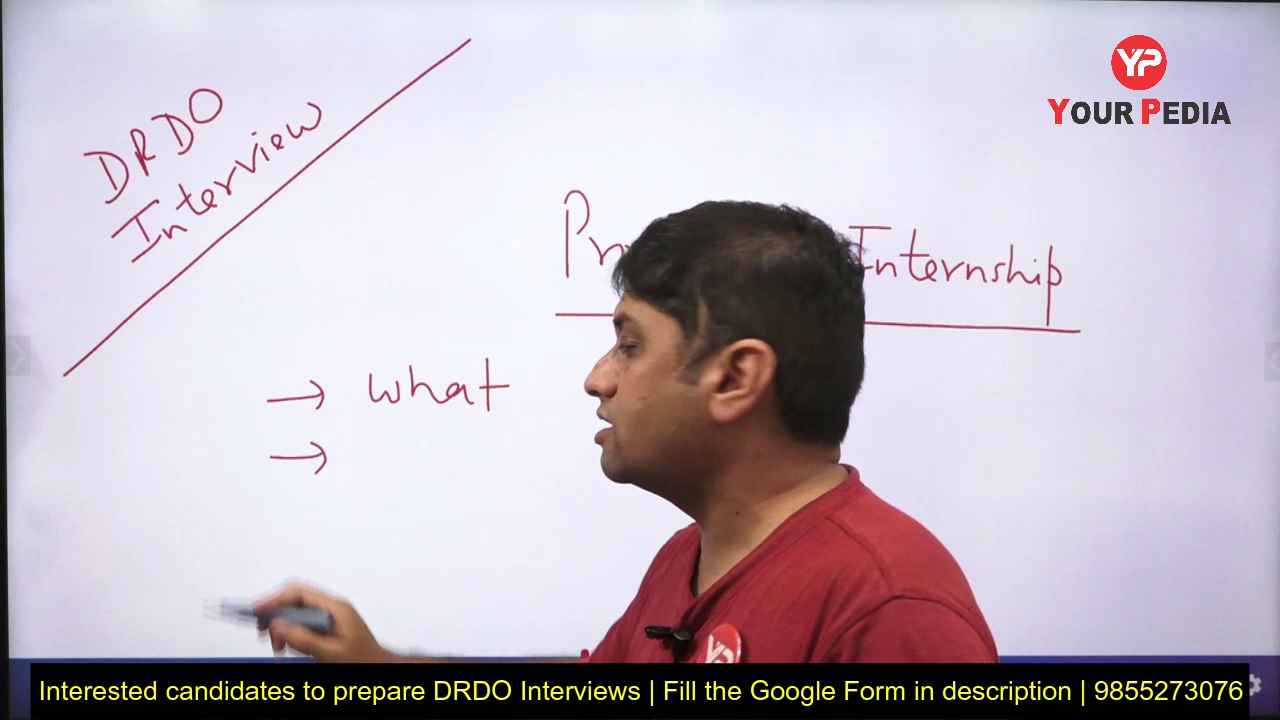 DRDO
Interview
YP
YOUR PEDIA
Internship
→ what
→
YP
Interested candidates to prepare DRDO Interviews | Fill the Google Form in description | 9855273076